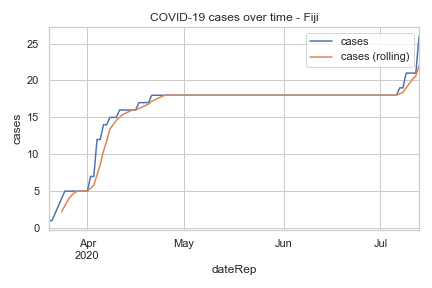 COVID-19 cases over time - Fiji
cases
cases (rolling)
25
20
15
10
5
0
cases
Apr
2020
May
Jun
Jul
dateRep